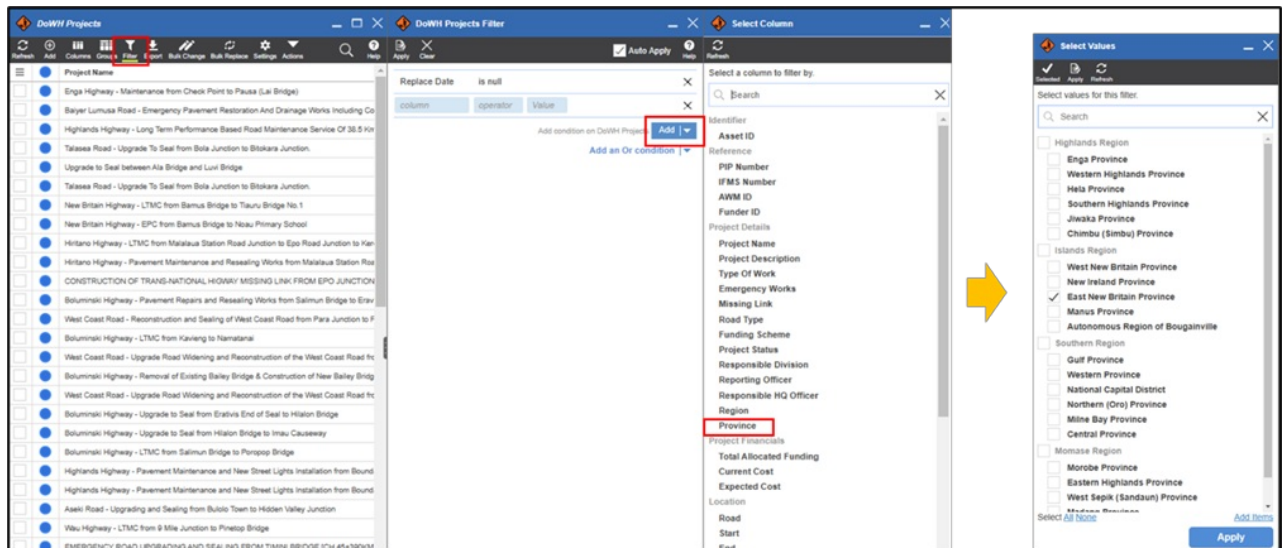 DoWH Projects
Refresh Add Columns Groups Filter Export Bulk Change Bulk Replace Settings Actions Help
Project Name
Enga Highway - Maintenance from Check Point to Pausa (Lai Bridge)
Baiyer Lumusa Road - Emergency Pavement Restoration And Drainage Works Including Co
Highlands Highway - Long Term Performance Based Road Maintenance Service Of 38.5 Km
Talasea Road - Upgrade To Seal from Bola Junction to Bitokara Junction.
Upgrade to Seal between Ala Bridge and Luvi Bridge
Talasea Road - Upgrade To Seal from Bola Junction to Bitokara Junction.
New Britain Highway - LTMC from Bamus Bridge to Tiauru Bridge No.1
New Britain Highway - EPC from Bamus Bridge to Noau Primary School
Hiritano Highway - LTMC from Malalaua Station Road Junction to Epo Road Junction to Ker
Hiritano Highway - Pavement Maintenance and Resealing Works from Malalaua Station Roa
CONSTRUCTION OF TRANS-NATIONAL HIGWAY MISSING LINK FROM EPO JUNCTION
Boluminski Highway - Pavement Repairs and Resealing Works from Salimun Bridge to Erav
West Coast Road - Reconstruction and Sealing of West Coast Road from Para Junction to F
Boluminski Highway - LTMC from Kavieng to Namatanai
West Coast Road - Upgrade Road Widening and Reconstruction of the West Coast Road frc
Boluminski Highway - Removal of Existing Bailey Bridge & Construction of New Bailey Bridg
West Coast Road - Upgrade Road Widening and Reconstruction of the West Coast Road frc
Boluminski Highway - Upgrade to Seal from Erativis End of Seal to Hilalon Bridge
Boluminski Highway - Upgrade to Seal from Hilalon Bridge to Imau Causeway
Boluminski Highway - LTMC from Salimun Bridge to Poropop Bridge
Highlands Highway - Pavement Maintenance and New Street Lights Installation from Bound
Highlands Highway - Pavement Maintenance and New Street Lights Installation from Bound
Aseki Road - Upgrading and Sealing from Bulolo Town to Hidden Valley Junction
Wau Highway - LTMC from 9 Mile Junction to Pinetop Bridge
EMERGENCY ROAD UPGRADING AND SEALING FROM TIMINI BRIDGE
DoWH Projects Filter
Apply Clear Auto Apply Help
Replace Date is null
column operator Value
Add condition on DoWH Projects Add
Add an Or condition
Select Column
Refresh
Select a column to filter by.
Search
Identifier
Asset ID
Reference
PIP Number
IFMS Number
AWM ID
Funder ID
Project Details
Project Name
Project Description
Type Of Work
Emergency Works
Missing Link
Road Type
Funding Scheme
Project Status
Responsible Division
Reporting Officer
Responsible HQ Officer
Region
Province
Project Financials
Total Allocated Funding
Current Cost
Expected Cost
Location
Road
Start
End
Select Values
Selected Apply Refresh
Select values for this filter.
Search
Highlands Region
Enga Province
Western Highlands Province
Hela Province
Southern Highlands Province
Jiwaka Province
Chimbu (Simbu) Province
Islands Region
West New Britain Province
New Ireland Province
East New Britain Province
Manus Province
Autonomous Region of Bougainville
Southern Region
Gulf Province
Western Province
National Capital District
Northern (Oro) Province
Milne Bay Province
Central Province
Momase Region
Morobe Province
Eastern Highlands Province
West Sepik (Sandaun) Province
Madang Province
Select All None Add Items
Apply